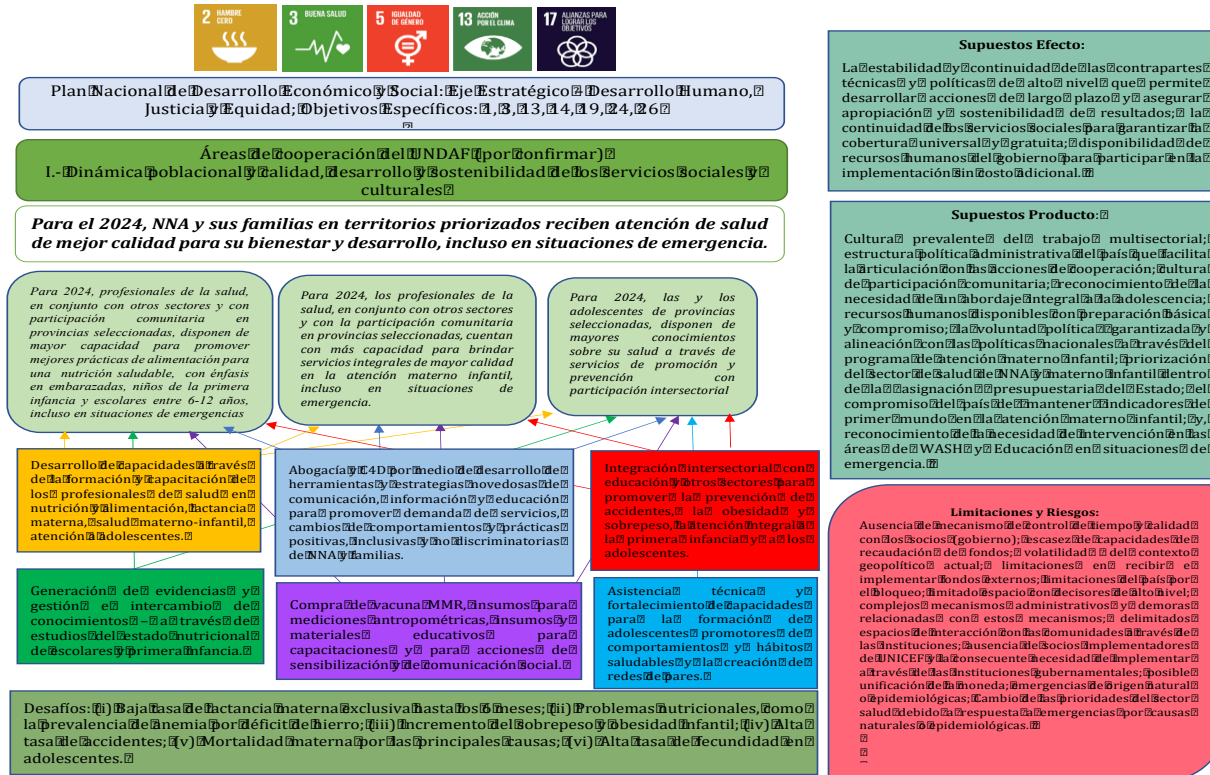 2 HAMBRE
CERO
3 BUENA SALUD
5 IGUALDAD
DE GÉNERO
13 ACCIÓN
POR EL CLIMA
17 ALIANZAS PARA
LOGRAR LOS
OBJETIVOS
Plan Nacional de Desarrollo Económico y Social: Eje Estratégico – Desarrollo Humano,
Justicia y Equidad; Objetivos Específicos: 1, 3, 13, 14, 19, 24, 26
Áreas de cooperación del UNDAF (por confirmar)
I.- Dinámica poblacional y calidad, desarrollo y sostenibilidad de los servicios sociales y
culturales
Para el 2024, NNA y sus familias en territorios priorizados reciben atención de salud
de mejor calidad para su bienestar y desarrollo, incluso en situaciones de emergencia.
Para 2024, profesionales de la salud,
en conjunto con otros sectores y con
participación comunitaria en
provincias seleccionadas, disponen de
mayor capacidad para promover
mejores prácticas de alimentación para
una nutrición saludable, con énfasis
en embarazadas, niños de la primera
infancia y escolares entre 6-12 años,
incluso en situaciones de emergencias
Para 2024, los profesionales de la
salud, en conjunto con otros sectores
y con la participación comunitaria
en provincias seleccionadas, cuentan
con más capacidad para brindar
servicios integrales de mayor calidad
en la atención materno infantil,
incluso en situaciones de
emergencia.
Para 2024, las y los
adolescentes de provincias
seleccionadas, disponen de
mayores conocimientos
sobre su salud a través de
servicios de promoción y
prevención con
participación intersectorial
Desarrollo de capacidades a través
de la formación y capacitación de
los profesionales de salud en
nutrición y alimentación, lactancia
materna, salud materno-infantil,
atención a adolescentes.
Abogacía y C4D por medio de desarrollo de
herramientas y estrategias novedosas de
comunicación, información y educación
para promover demanda de servicios,
cambios de comportamientos y prácticas
positivas, inclusivas y no discriminatorias
de NNA y familias.
Integración intersectorial con
educación y otros sectores para
promover la prevención de
accidentes, la obesidad y
sobrepeso, la atención integral a
la primera infancia y a los
adolescentes.
Generación de evidencias y
gestión e intercambio de
conocimientos – a través de
estudios del estado nutricional
de escolares y primera infancia.
Compra de vacuna MMR, insumos para
mediciones antropométricas, insumos y
materiales educativos para
capacitaciones y para acciones de
sensibilización y de comunicación social.
Asistencia técnica y
fortalecimiento de capacidades
para la formación de
adolescentes promotores de
comportamientos y hábitos
saludables y la creación de
redes de pares.
Desafíos: (i) Baja tasa de lactancia materna exclusiva hasta los 6 meses; (ii) Problemas nutricionales, como
la prevalencia de anemia por déficit de hierro; (iii) Incremento del sobrepeso y obesidad infantil; (iv) Alta
tasa de accidentes; (v) Mortalidad materna por las principales causas; (vi) Alta tasa de fecundidad en
adolescentes.
Supuestos Efecto:
La estabilidad y continuidad de las contrapartes
técnicas y políticas de alto nivel que permite
desarrollar acciones de largo plazo y asegurar
apropiación y sostenibilidad de resultados; la
continuidad de los servicios sociales para garantizar la
cobertura universal y gratuita; disponibilidad de
recursos humanos del gobierno para participar en la
implementación sin costo adicional.
Supuestos Producto:
Cultura prevalente del trabajo multisectorial;
estructura política administrativa del país que facilita
la articulación con las acciones de cooperación; cultura
de participación comunitaria; reconocimiento de la
necesidad de un abordaje integral a la adolescencia;
recursos humanos disponibles con preparación básica
y compromiso; la voluntad política garantizada y
alineación con las políticas nacionales a través del
programa de atención materno infantil; priorización
del sector de salud de NNA y materno infantil dentro
de la asignación presupuestaria del Estado; el
compromiso del país de mantener indicadores de
primer mundo en la atención materno infantil; y,
reconocimiento de la necesidad de intervención en las
áreas de WASH y Educación en situaciones de
emergencia.
Limitaciones y Riesgos:
Ausencia de mecanismo de control de tiempo y calidad
con los socios (gobierno); escasez de capacidades de
recaudación de fondos; volatilidad del contexto
geopolítico actual; limitaciones en recibir e
implementar fondos externos; limitaciones del país por
el bloqueo; limitado espacio con decisores de alto nivel;
complejos mecanismos administrativos y demoras
relacionadas con estos mecanismos; delimitados
espacios de interacción con las comunidades a través de
las instituciones; ausencia de socios implementadores
de UNICEF y la consecuente necesidad de implementar
a través de las instituciones gubernamentales; posible
unificación de la moneda; emergencias de origen natural
o epidemiológicas; Cambio de las prioridades del sector
salud debido a respuesta a emergencias por causas
naturales o epidemiológicas.